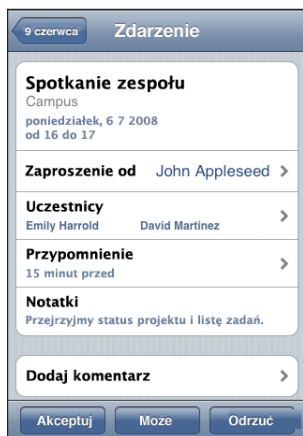 9 czerwca
Zdarzenie
Spotkanie zespołu
Campus
poniedziałek, 6 7 2008
od 16 do 17
Zaproszenie od John Appleseed
Uczestnicy
Emily Harrold David Martinez
Przypomnienie
15 minut przed
Notatki
Przejrzyjmy status projektu i listę zadań.
Dodaj komentarz
Akceptuj Może Odrzuć